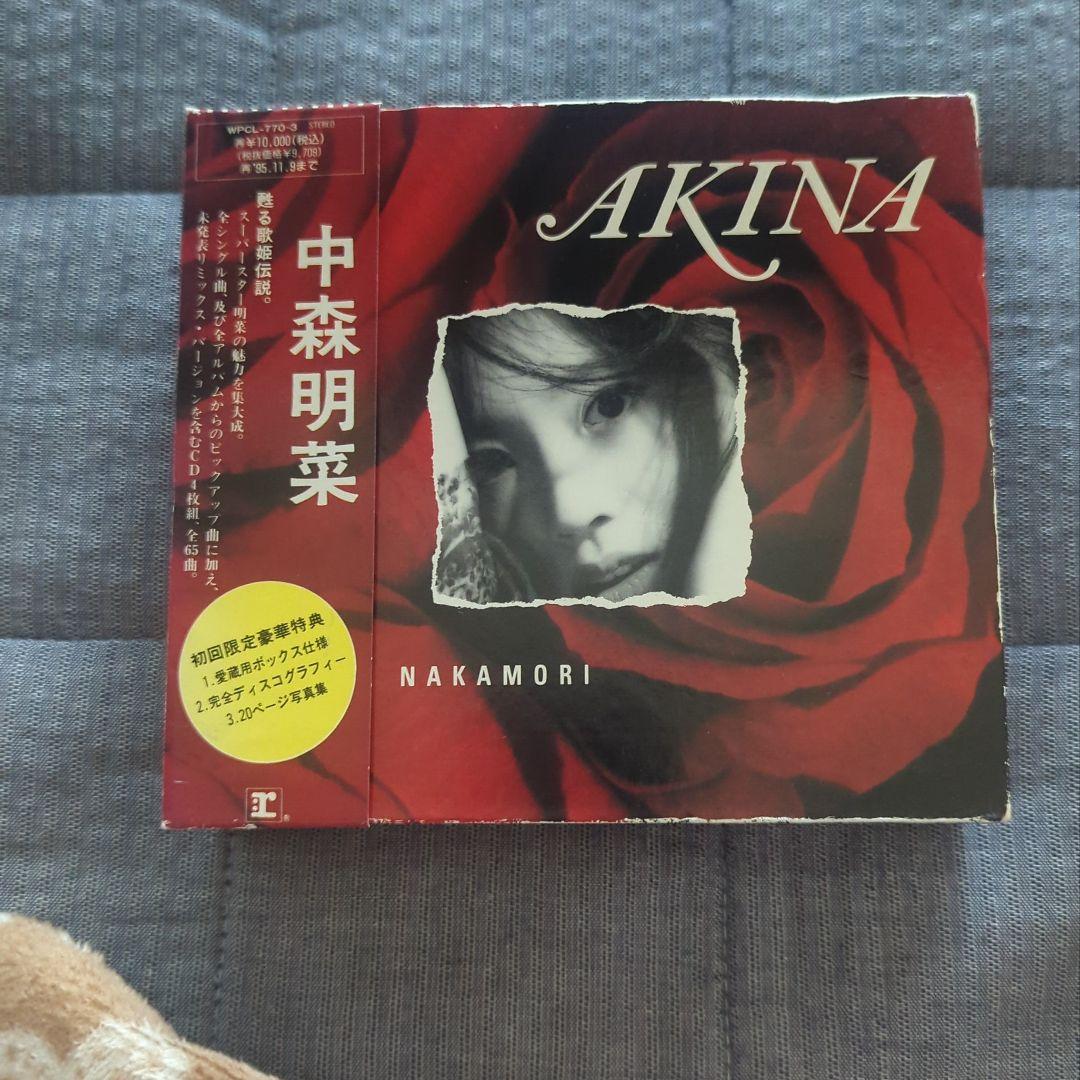 WPCL-770-3 STEREO
再¥10,000(税込)
(税抜価格¥9,709)
再'95.11.9まで
甦る歌姫伝説。
スーパースター明菜の魅力を集大成。
全シングル曲、及び全アルバムからのピックアップ曲に加え、
未発表リミックス・バージョンを含むCD4枚組、全65曲。
中森明菜
初回限定豪華特典
1.愛蔵用ボックス仕様
2.完全ディスコグラフィー
3.20ページ写真集
r®
AKINA
NAKAMORI